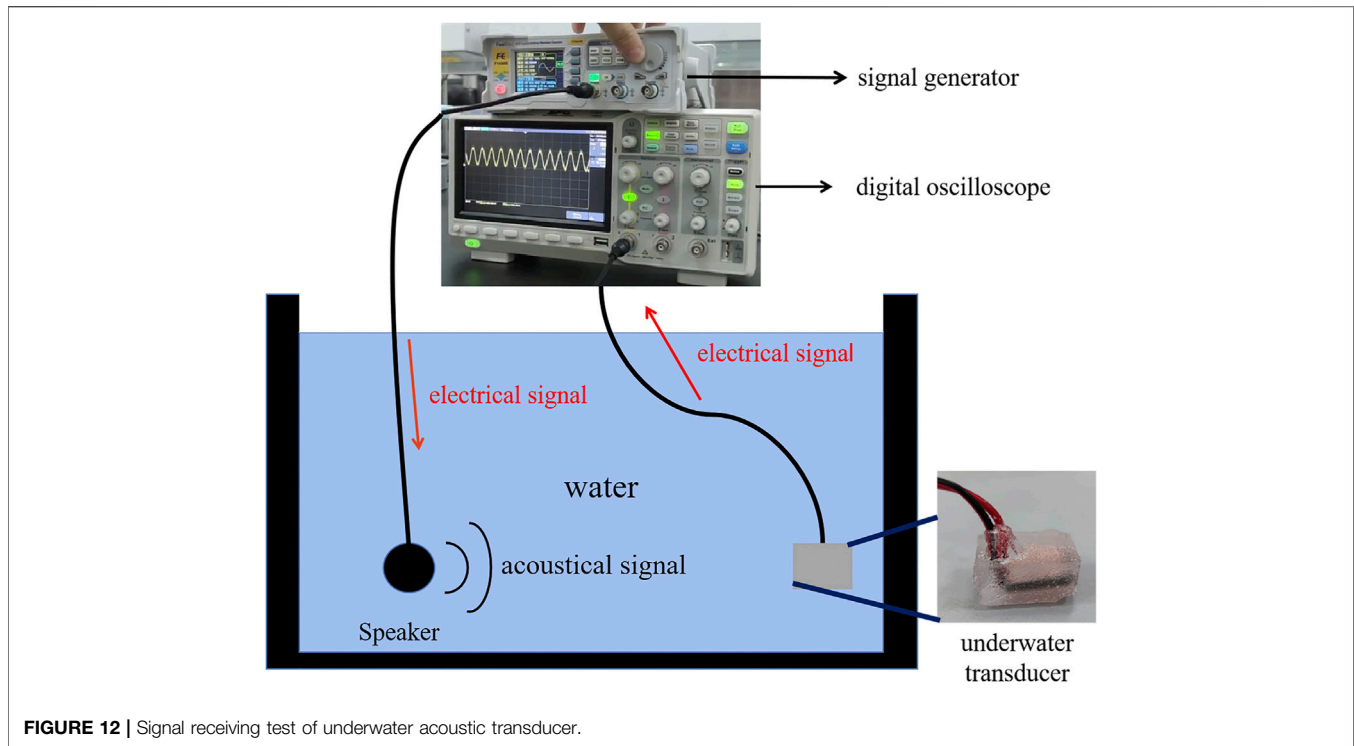 FE
signal generator
digital oscilloscope
electrical signal
electrical signal
water
acoustical signal
Speaker
underwater
transducer
FIGURE 12 | Signal receiving test of underwater acoustic transducer.